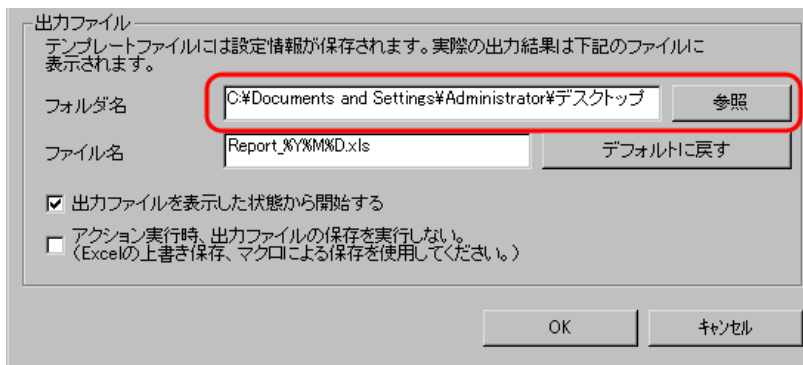 出力ファイル
テンプレートファイルには設定情報が保存されます。実際の出力結果は下記のファイルに
表示されます。
フォルダ名
C:¥Documents and Settings¥Administrator¥デスクトップ
参照
ファイル名
Report_%Y%M%D.xls
デフォルトに戻す
出力ファイルを表示した状態から開始する
アクション実行時、出力ファイルの保存を実行しない。
（Excelの上書き保存、マクロによる保存を使用してください。）
OK
キャンセル